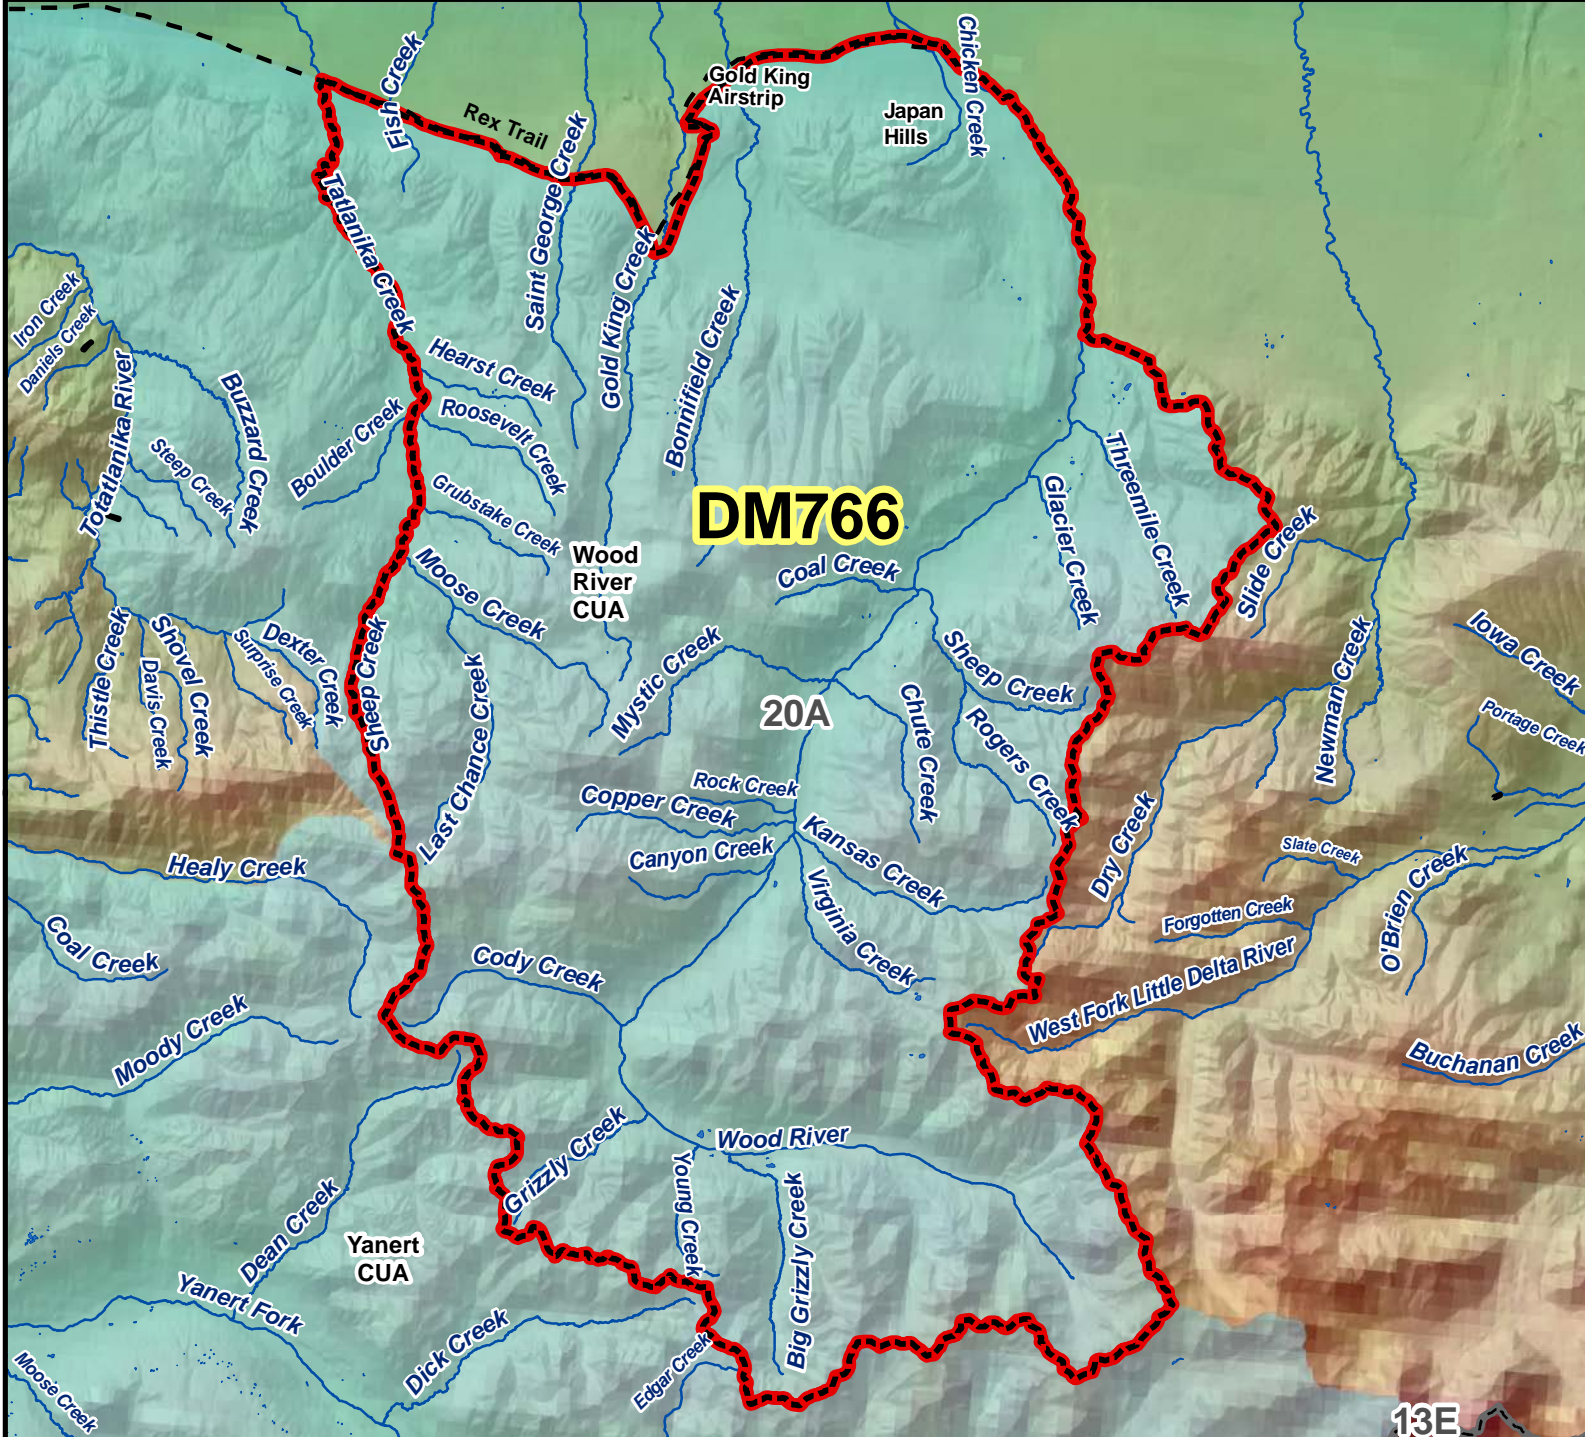 Chicken Creek
Fish Creek
Gold King
Airstrip
Japan
Hills
Rex Trail
Saint George Creek
Tatlanika Creek
Gold King Creek
Iron Creek
Daniels Creek
Bonnifield Creek
Hearst Creek
Totatlanika River
Buzzard Creek
Roosevelt Creek
Boulder Creek
Steep Creek
Grubstake Creek
Threemile Creek
Glacier Creek
DM766
Slide Creek
Wood
River
CUA
Coal Creek
Moose Creek
Thistle Creek
Shovel Creek
Davis Creek
Surprise Creek
Dexter Creek
Sheep Creek
Last Chance Creek
Mystic Creek
Sheep Creek
Iowa Creek
Newman Creek
20A
Chute Creek
Rogers Creek
Portage Creek
Rock Creek
Copper Creek
Canyon Creek
Kansas Creek
Dry Creek
Slate Creek
Healy Creek
Virginia Creek
Forgotten Creek
O'Brien Creek
Coal Creek
Cody Creek
West Fork Little Delta River
Moody Creek
Buchanan Creek
Wood River
Grizzly Creek
Young Creek
Big Grizzly Creek
Dean Creek
Yanert
CUA
Yanert Fork
Dick Creek
Edgar Creek
Moose Creek
13E